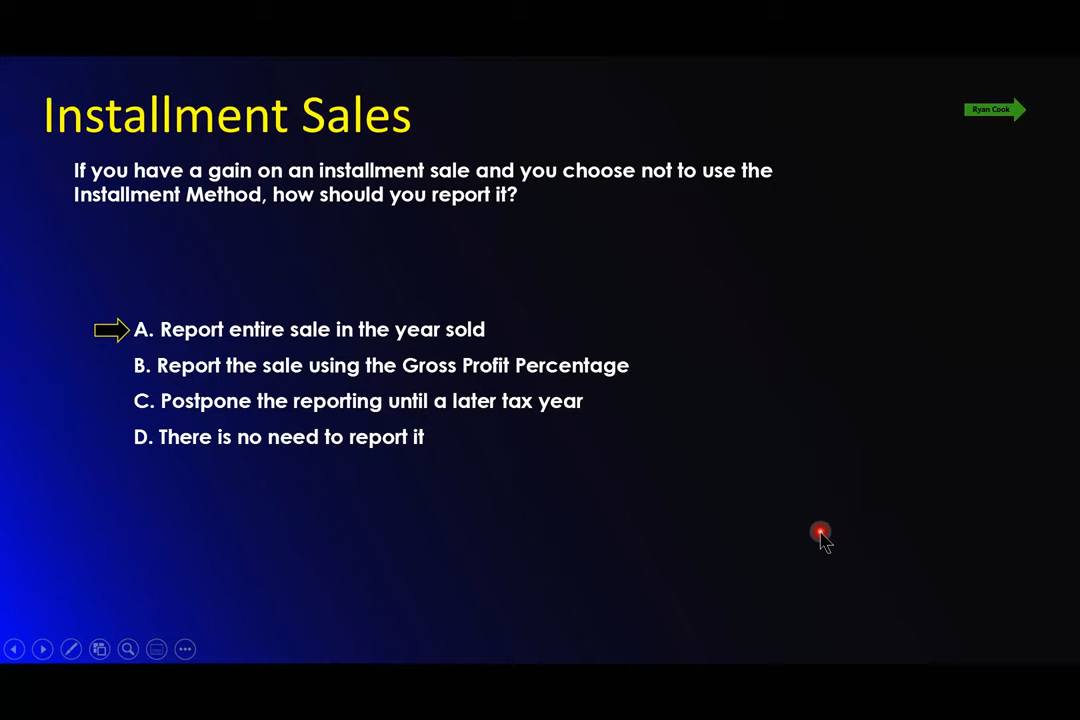 Installment Sales
Ryan Cook
If you have a gain on an installment sale and you choose not to use the
Installment Method, how should you report it?
A. Report entire sale in the year sold
B. Report the sale using the Gross Profit Percentage
C. Postpone the reporting until a later tax year
D. There is no need to report it